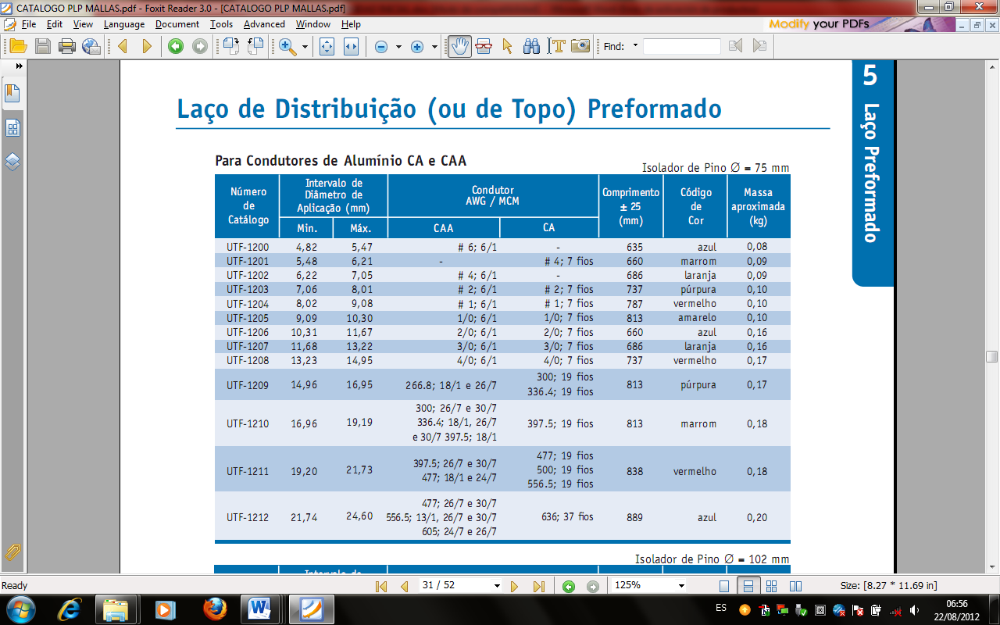 CATALOGO PLP MALLAS.pdf - Foxit Reader 3.0 - [CATALOGO PLP MALLAS.pdf]
File Edit View Language Document Tools Advanced Window Help
Modify your PDFs
Find:
5
Laço Preformado
Laço de Distribuição (ou de Topo) Preformado
Para Condutores de Alumínio CA e CAA
Isolador de Pino Ø = 75 mm
Número de Catálogo
Intervalo de Diâmetro de Aplicação (mm)
Condutor AWG / MCM
Comprimento ± 25 (mm)
Código de Cor
Massa aproximada (kg)
Min. Máx. CAA CA
UTF-1200 4,82 5,47 # 6; 6/1 - 635 azul 0,08
UTF-1201 5,48 6,21 - # 4; 7 fios 660 marrom 0,09
UTF-1202 6,22 7,05 # 4; 6/1 - 686 laranja 0,09
UTF-1203 7,06 8,01 # 2; 6/1 # 2; 7 fios 737 púrpura 0,10
UTF-1204 8,02 9,08 # 1; 6/1 # 1; 7 fios 787 vermelho 0,10
UTF-1205 9,09 10,30 1/0; 6/1 1/0; 7 fios 813 amarelo 0,10
UTF-1206 10,31 11,67 2/0; 6/1 2/0; 7 fios 660 azul 0,16
UTF-1207 11,68 13,22 3/0; 6/1 3/0; 7 fios 686 laranja 0,16
UTF-1208 13,23 14,95 4/0; 6/1 4/0; 7 fios 737 vermelho 0,17
UTF-1209 14,96 16,95 266.8; 18/1 e 26/7 300; 19 fios 336.4; 19 fios 813 púrpura 0,17
UTF-1210 16,96 19,19 300; 26/7 e 30/7 336.4; 18/1, 26/7 e 30/7 397.5; 18/1 397.5; 19 fios 813 marrom 0,18
UTF-1211 19,20 21,73 397.5; 26/7 e 30/7 477; 18/1 e 24/7 477; 19 fios 500; 19 fios 556.5; 19 fios 838 vermelho 0,18
UTF-1212 21,74 24,60 477; 26/7 e 30/7 556.5; 13/1, 26/7 e 30/7 605; 24/7 e 26/7 636; 37 fios 889 azul 0,20
Isolador de Pino Ø = 102 mm
Intervalo de
Ready 31 / 52 125% Size: [8.27 * 11.69 in]
ES 06:56
22/08/2012